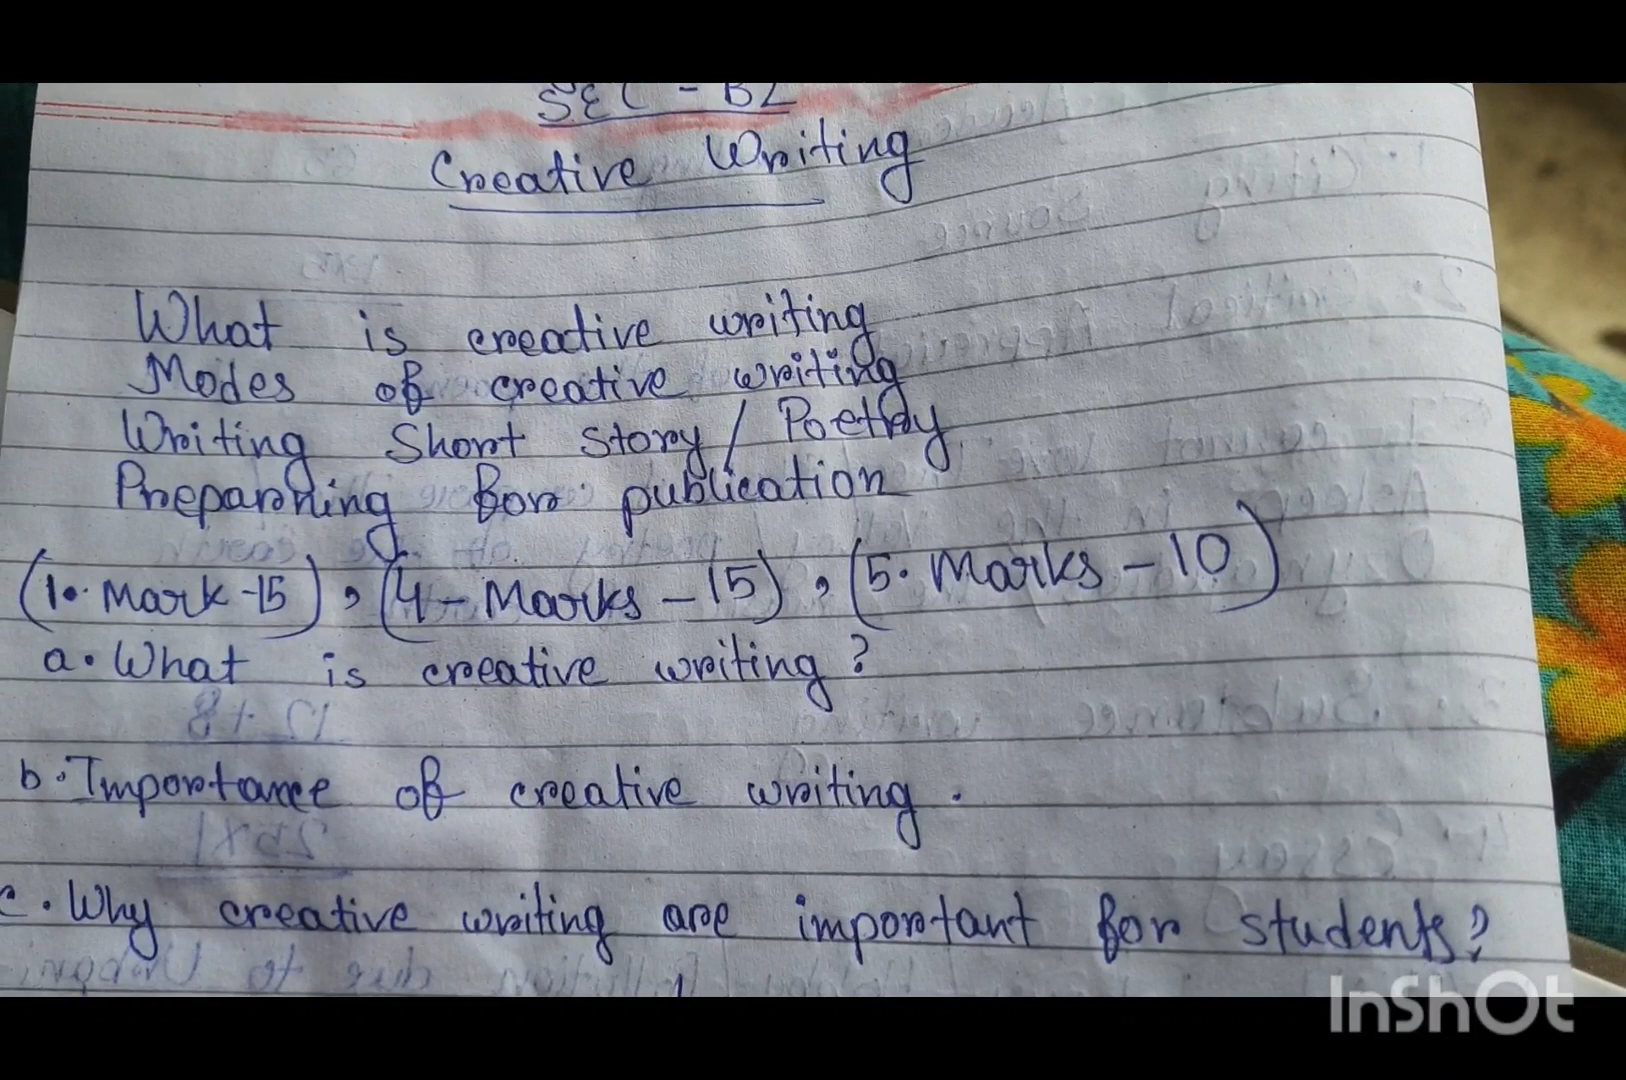 SEC - B2
Creative Writing
What is creative writing
Modes of creative writing
Writing Short story / Poetry
Preparning for publication
(1. Mark-15), (4- Marks - 15), (5. Marks - 10)
a. What is creative writing?
b. Importance of creative writing.
c. Why creative writing are important for students?
InShOt